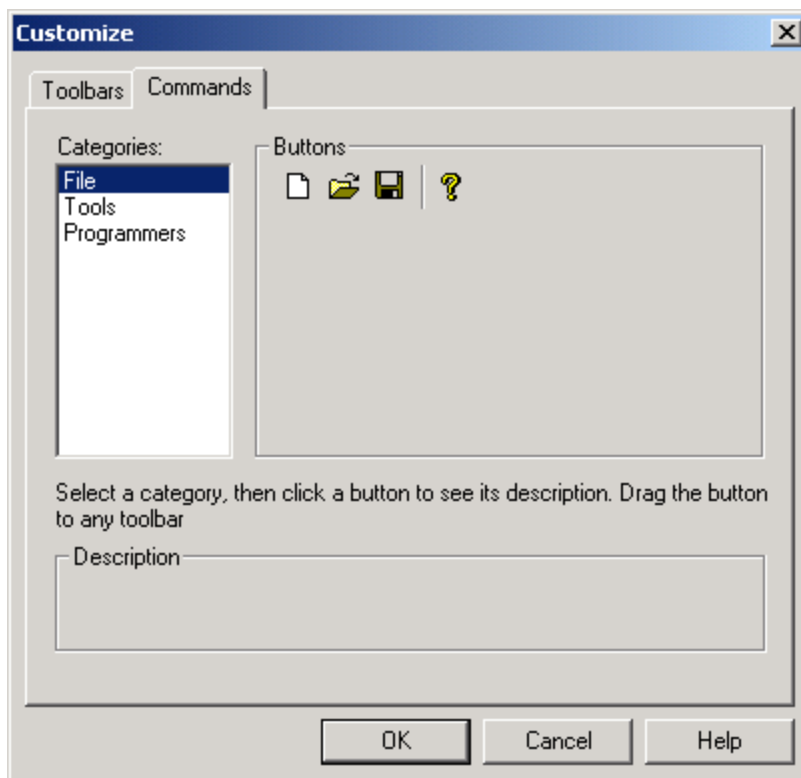 Customize
Toolbars
Commands
Categories:
Buttons
File
Tools
Programmers
Select a category, then click a button to see its description. Drag the button
to any toolbar
Description
OK
Cancel
Help